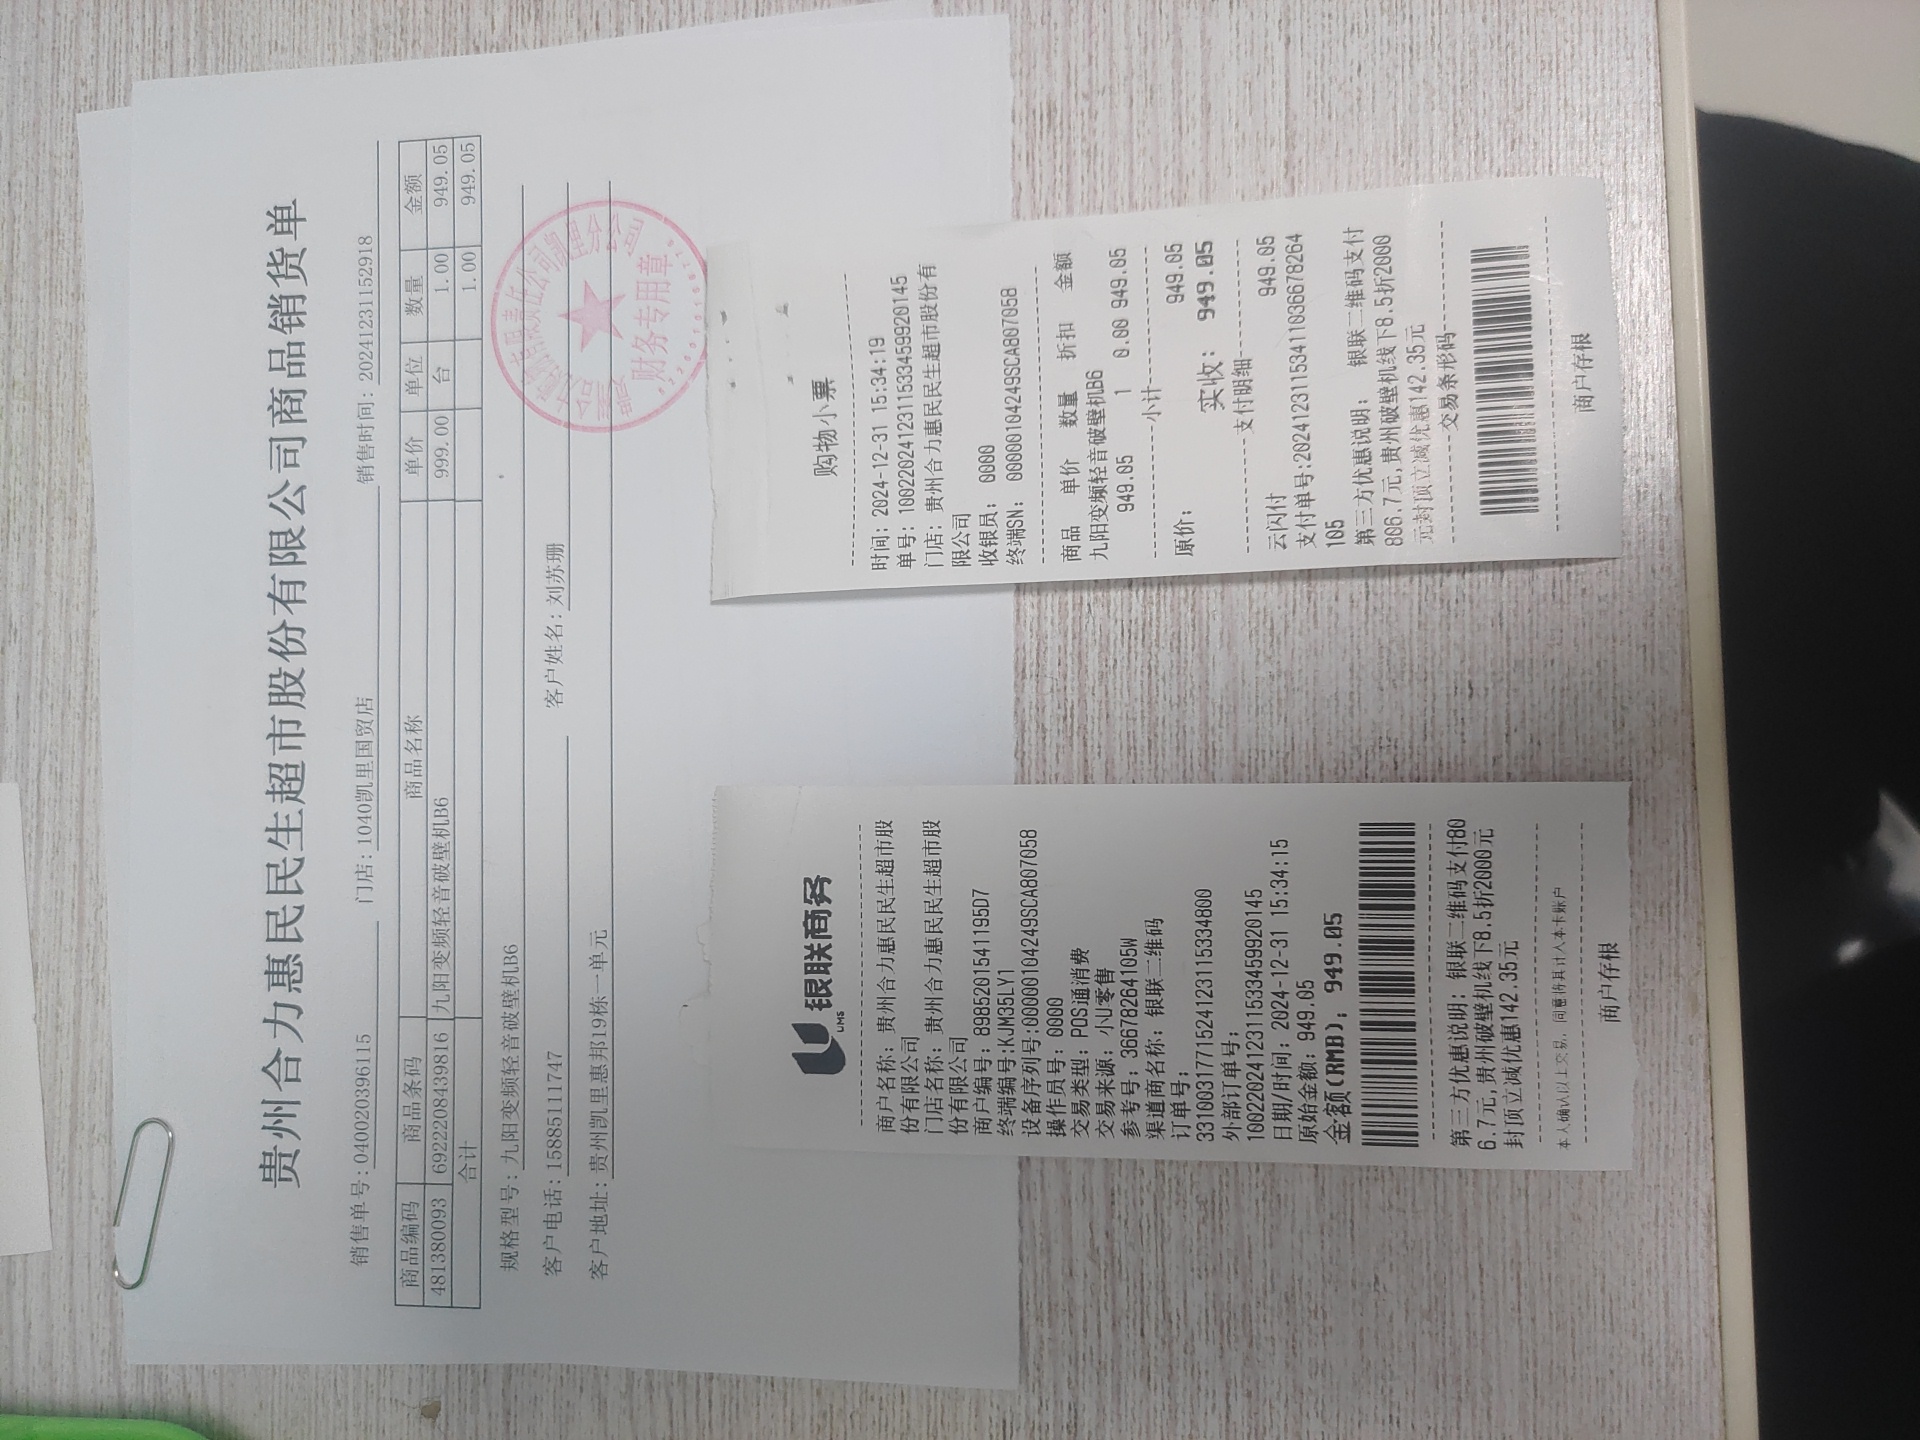 贵州合力惠民民生超市股份有限公司商品销货单
销售单号:04002039​6115 门店:1040凯里国贸店 销售时间:20241231152918
商品编码 商品条码 商品名称 单价 单位 数量 金额
481380093 6922208439816 九阳变频轻音破壁机B6 999.00 台 1.00 949.05
合计 1.00 949.05
规格型号:九阳变频轻音破壁机B6
客户电话:15885111747 客户姓名:刘苏珊
客户地址:贵州凯里惠邦19栋一单元
有限责任公司凯里分公司
财务专用章
银联商务
UMS
商户名称: 贵州合力惠民民生超市股
份有限公司
门店名称: 贵州合力惠民民生超市股
份有限公司
商户编号: 89852015411​95D7
终端编号:KJM35LY1
设备序列号:00000104249SCA807058
操作员号: 0000
交易类型: POS通消费
交易来源: 小U零售
参考号: 36678264105W
渠道商名称: 银联二维码
订单号:
33100317715241231153​34800
外部订单号:
10022024123115334599​20145
日期/时间: 2024-12-31 15:34:15
原始金额: 949.05
金额(RMB): 949.05
第三方优惠说明: 银联二维码支付80
6.7元,贵州破壁机线下8.5折2000元
封顶立减优惠142.35元
本人确认以上交易,同意将其计入本卡账户
商户存根
购物小票
时间: 2024-12-31 15:34:19
单号: 1002202412311533459920145
门店: 贵州合力惠民民生超市股份有
限公司
收银员: 0000
终端SN: 00000104249SCA807058
商品 单价 数量 折扣 金额
九阳变频轻音破壁机B6
949.05 1 0.00 949.05
小计
原价: 949.05
实收: 949.05
支付明细
云闪付 949.05
支付单号:202412311534110366782​64
105
第三方优惠说明: 银联二维码支付
806.7元,贵州破壁机线下8.5折2000
元封顶立减优惠142.35元
交易条形码
商户存根